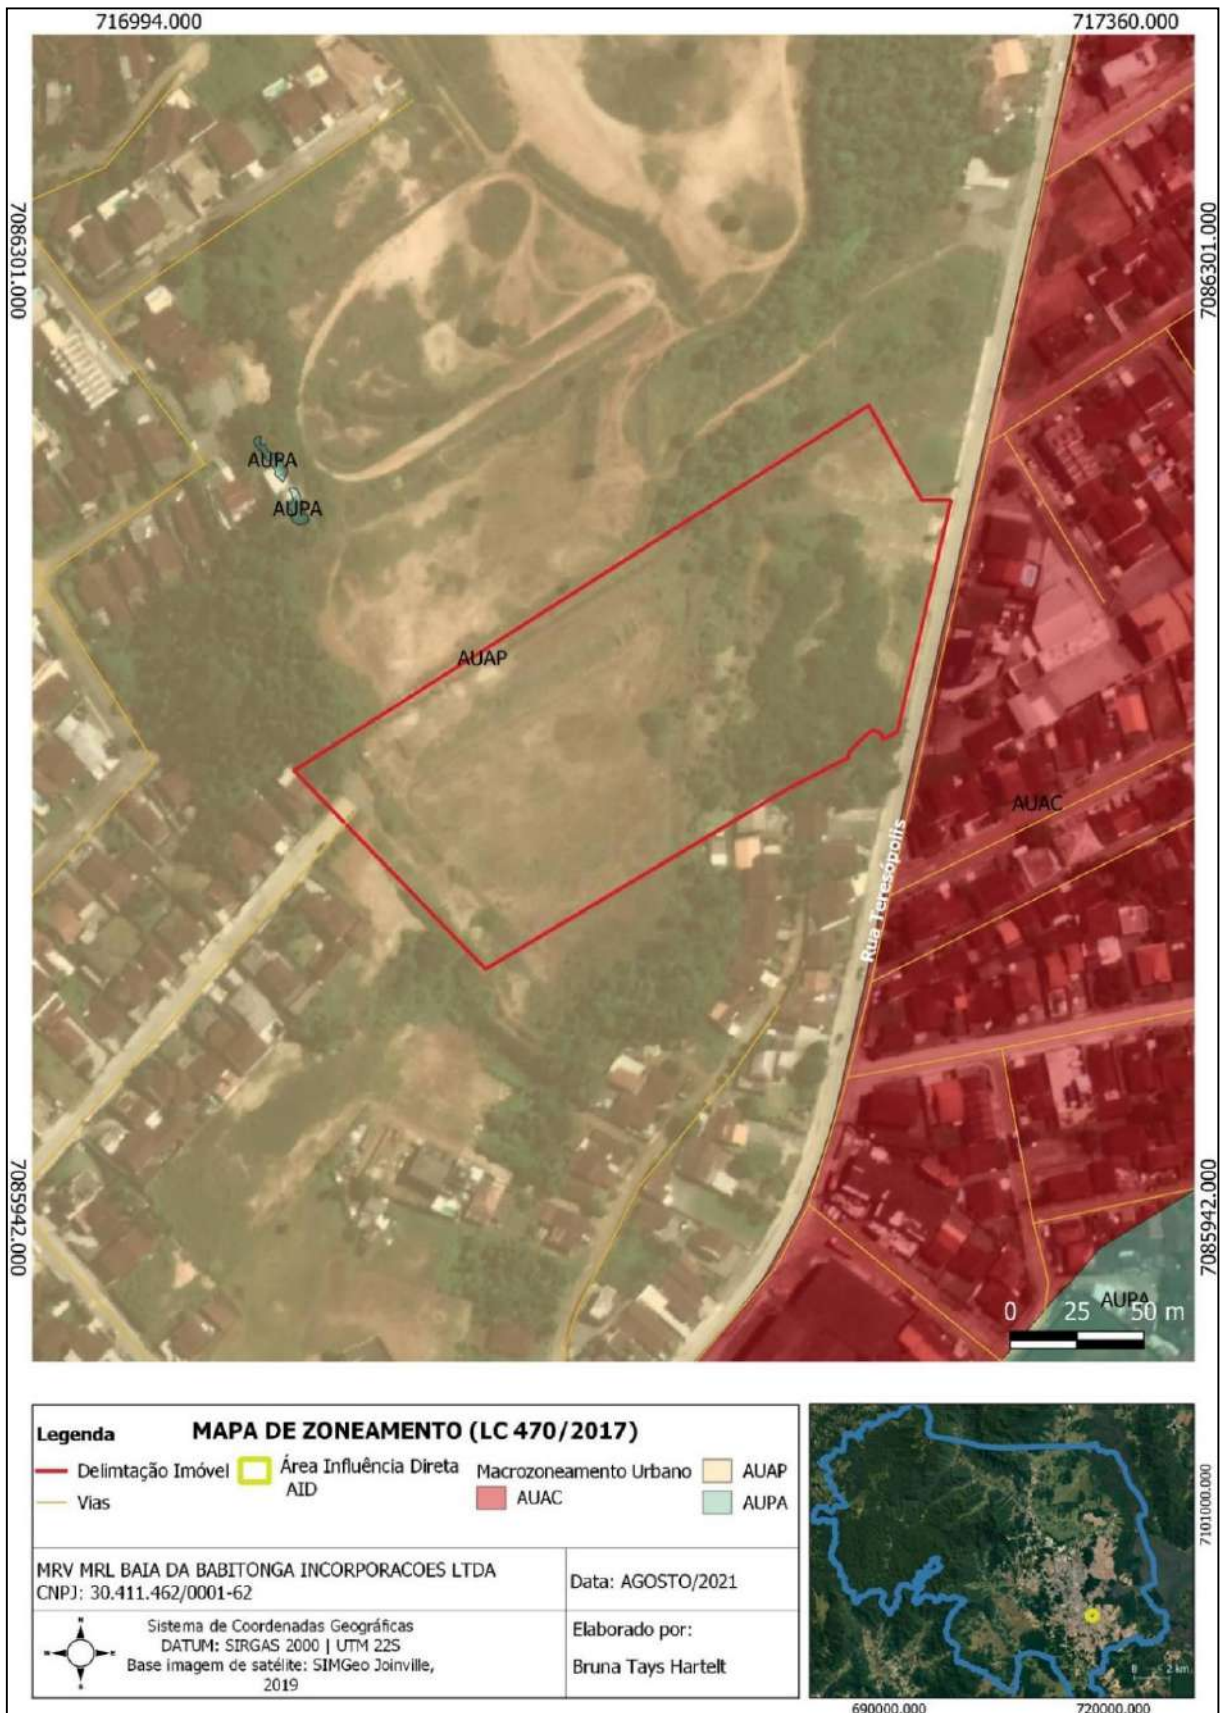 716994.000
717360.000
7086301.000
7086301.000
AUPA
AUPA
AUAP
AUAC
Rua Teresópolis
7085942.000
7085942.000
AUPA
0 25 50 m
Legenda
MAPA DE ZONEAMENTO (LC 470/2017)
Delimtação Imóvel
Vias
Área Influência Direta
AID
Macrozoneamento Urbano
AUAC
AUAP
AUPA
MRV MRL BAIA DA BABITONGA INCORPORACOES LTDA
CNPJ: 30.411.462/0001-62
Data: AGOSTO/2021
Sistema de Coordenadas Geográficas
DATUM: SIRGAS 2000 | UTM 22S
Base imagem de satélite: SIMGeo Joinville,
2019
Elaborado por:
Bruna Tays Hartelt
7101000.000
2 km
690000.000
720000.000